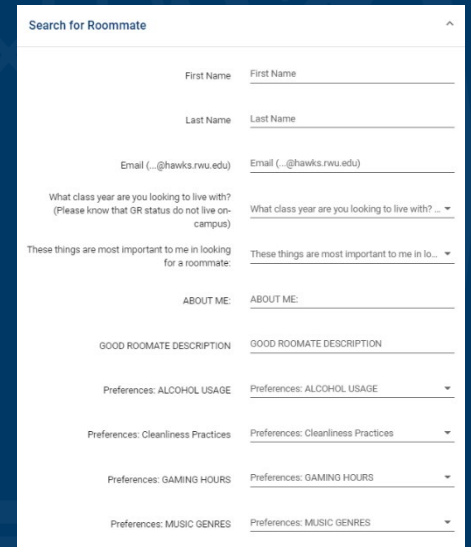 Search for Roommate
First Name First Name
Last Name Last Name
Email (...@hawks.rwu.edu) Email (...@hawks.rwu.edu)
What class year are you looking to live with?
(Please know that GR status do not live on-
campus)
What class year are you looking to live with? ...
These things are most important to me in looking
for a roommate:
These things are most important to me in lo...
ABOUT ME: ABOUT ME:
GOOD ROOMATE DESCRIPTION GOOD ROOMATE DESCRIPTION
Preferences: ALCOHOL USAGE Preferences: ALCOHOL USAGE
Preferences: Cleanliness Practices Preferences: Cleanliness Practices
Preferences: GAMING HOURS Preferences: GAMING HOURS
Preferences: MUSIC GENRES Preferences: MUSIC GENRES